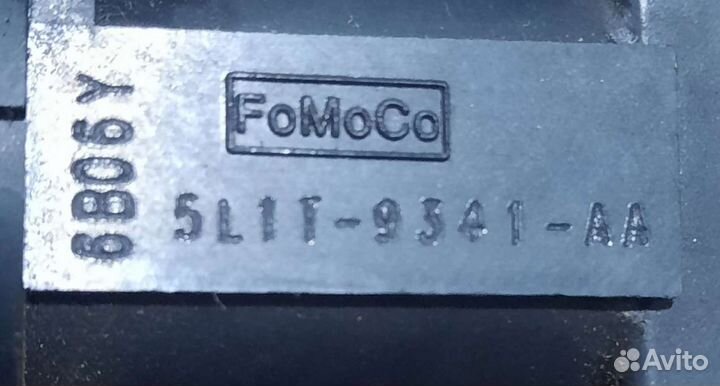 FoMoCo
5L1T-9341-AA
6B06Y
Avito